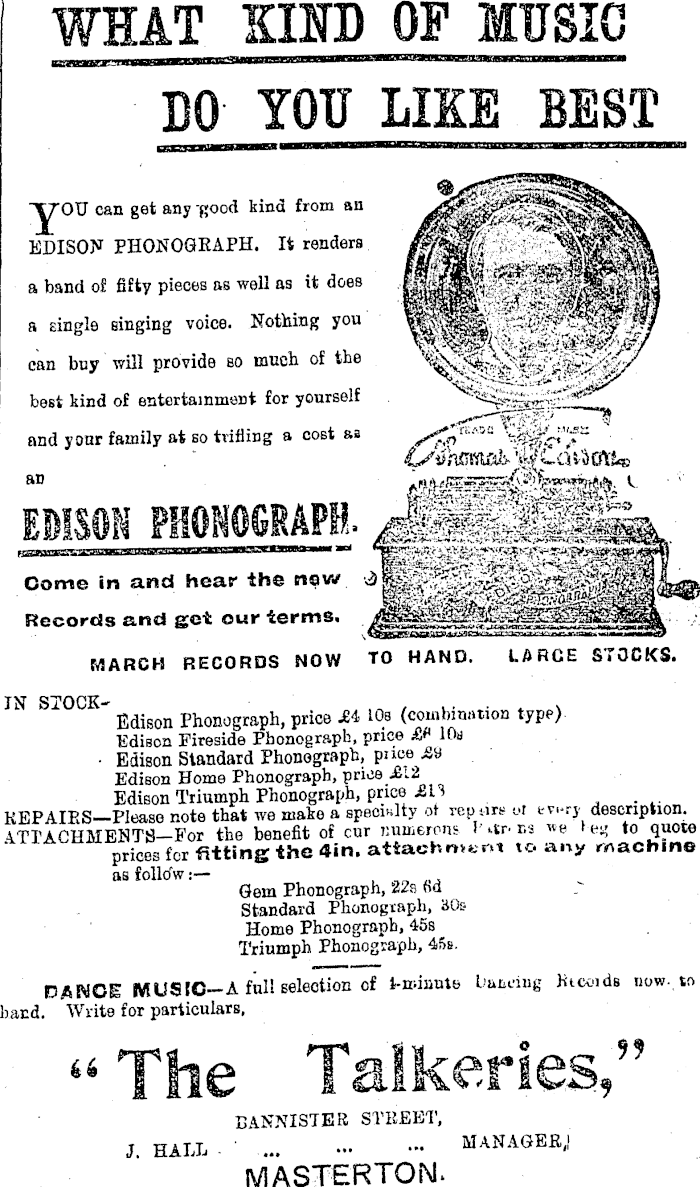 WHAT KIND OF MUSIC
DO YOU LIKE BEST
YOU can get any good kind from an
EDISON PHONOGRAPH. It renders
a band of fifty pieces as well as it does
a single singing voice. Nothing you
can buy will provide so much of the
best kind of entertainment for yourself
and your family at so trifling a cost as
an
EDISON PHONOGRAPH.
Come in and hear the new
Records and get our terms.
TRADE MARK
Thomas A Edison
EDISON
PHONOGRAPH
MARCH RECORDS NOW TO HAND. LARGE STOCKS.
IN STOCK-
Edison Phonograph, price £4 10s (combination type)
Edison Fireside Phonograph, price 10s
Edison Standard Phonograph, price £9
Edison Home Phonograph, price £12
Edison Triumph Phonograph, price £13
REPAIRS—Please note that we make a specialty of repairs of every description.
ATTACHMENTS—For the benefit of our numerous Patrons we beg to quote
prices for fitting the 4in. attachment to any machine
as follow:—
Gem Phonograph, 22s 6d
Standard Phonograph, 30s
Home Phonograph, 45s
Triumph Phonograph, 45s.
DANCE MUSIC—A full selection of 4-minute Dancing Records now to
hand. Write for particulars,
"The Talkeries,"
BANNISTER STREET,
J. HALL ... ... ... MANAGER,
MASTERTON.